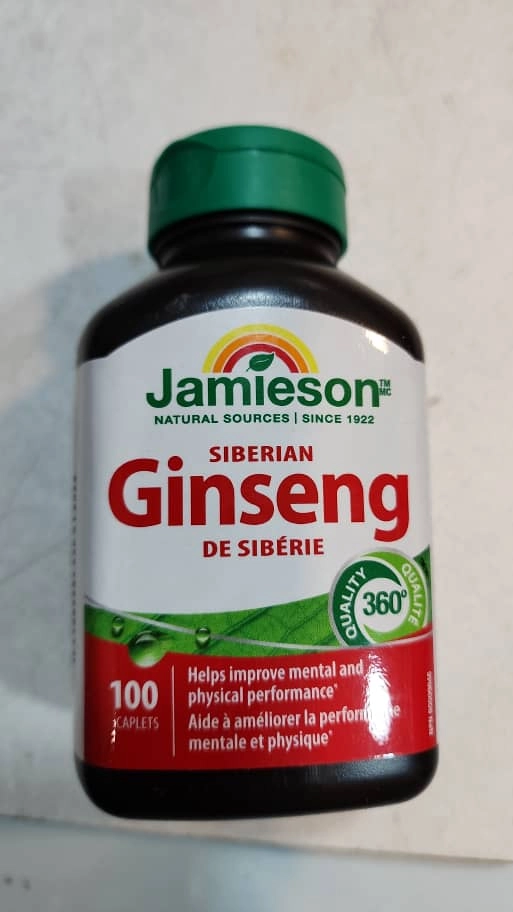 Jamieson™
MC
NATURAL SOURCES | SINCE 1922
SIBERIAN
Ginseng
DE SIBÉRIE
QUALITY
360°
QUALITÉ
100
CAPLETS
Helps improve mental and
physical performance*
Aide à améliorer la
mentale et physique*
NPN